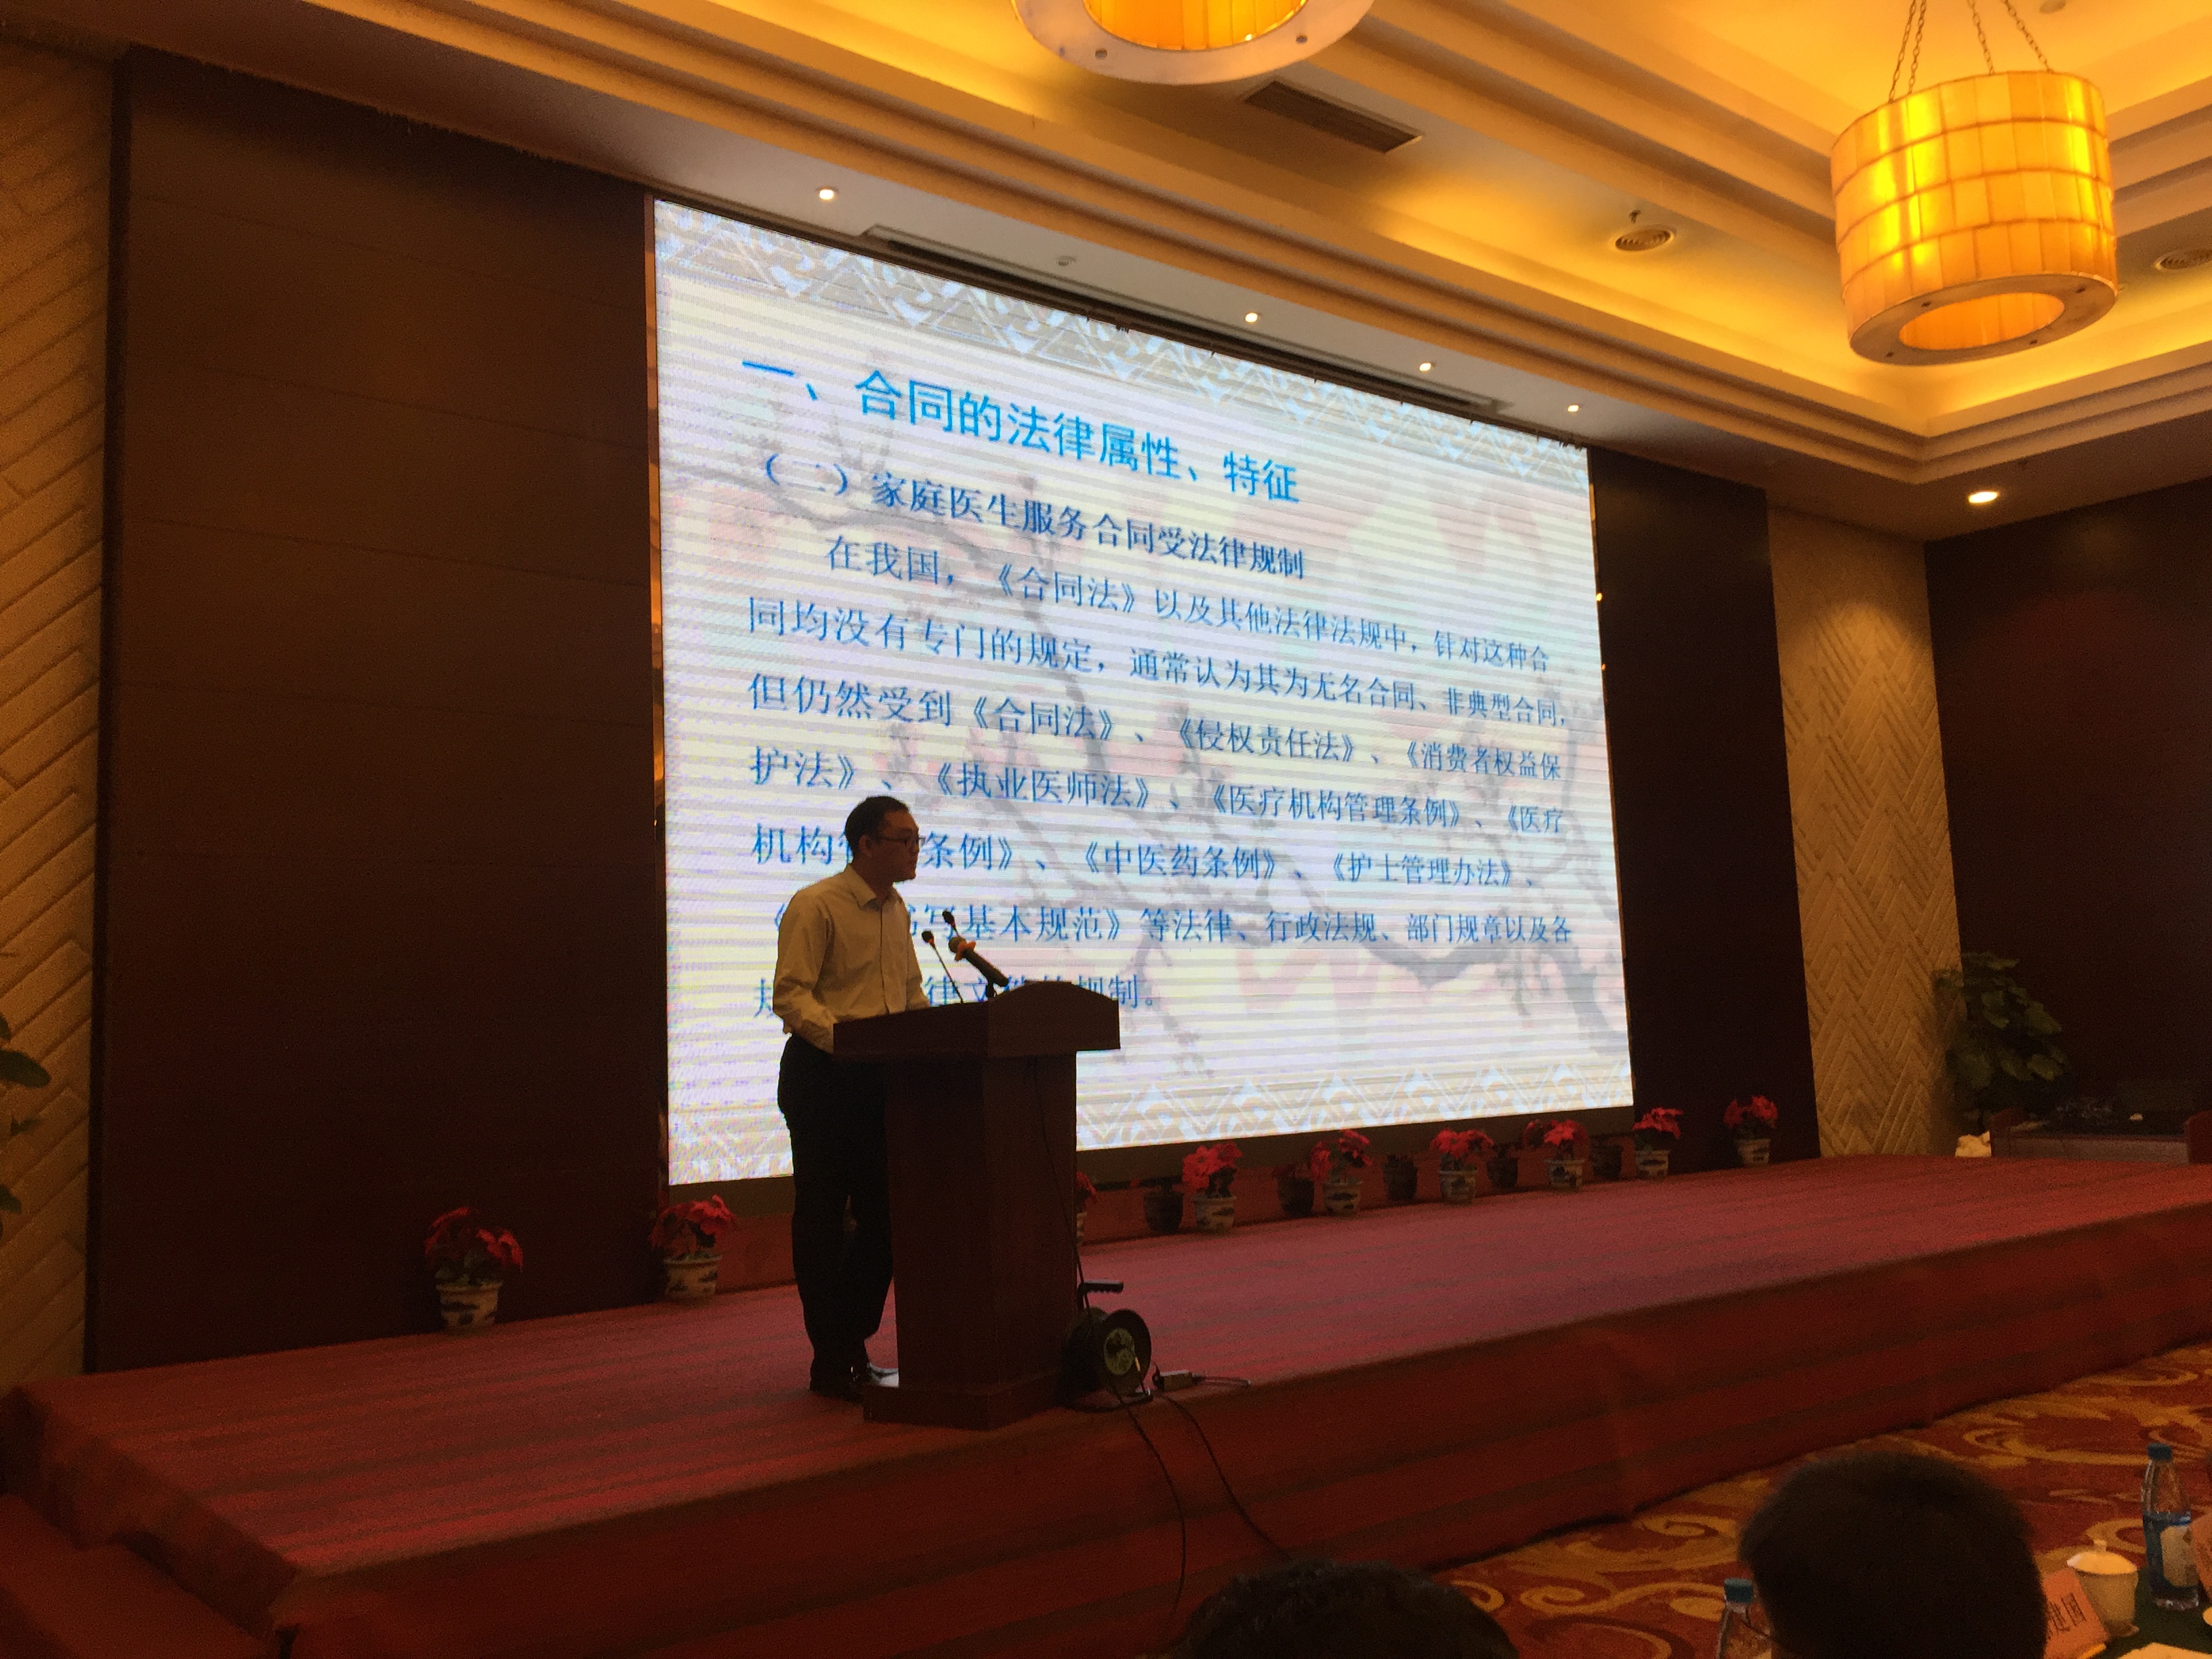 一、合同的法律属性、特征
（二）家庭医生服务合同受法律规制
在我国，《合同法》以及其他法律法规中，针对这种合
同均没有专门的规定，通常认为其为无名合同、非典型合同，
但仍然受到《合同法》、《侵权责任法》、《消费者权益保
护法》、《执业医师法》、《医疗机构管理条例》、《医疗
机构 条例》、《中医药条例》、《护士管理办法》、
《 书写基本规范》等法律、行政法规、部门规章以及各
规 律文 规制。
建国